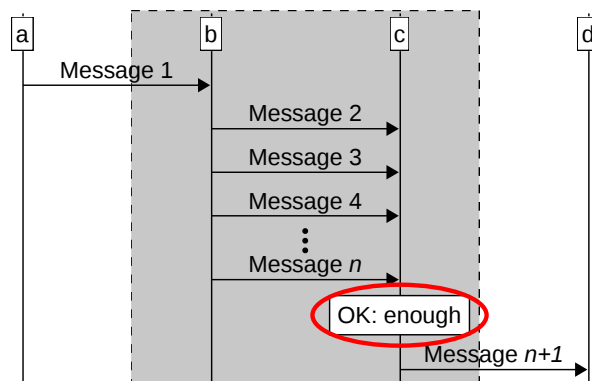 a b c d
Message 1
Message 2
Message 3
Message 4
Message n
OK: enough
Message n+1